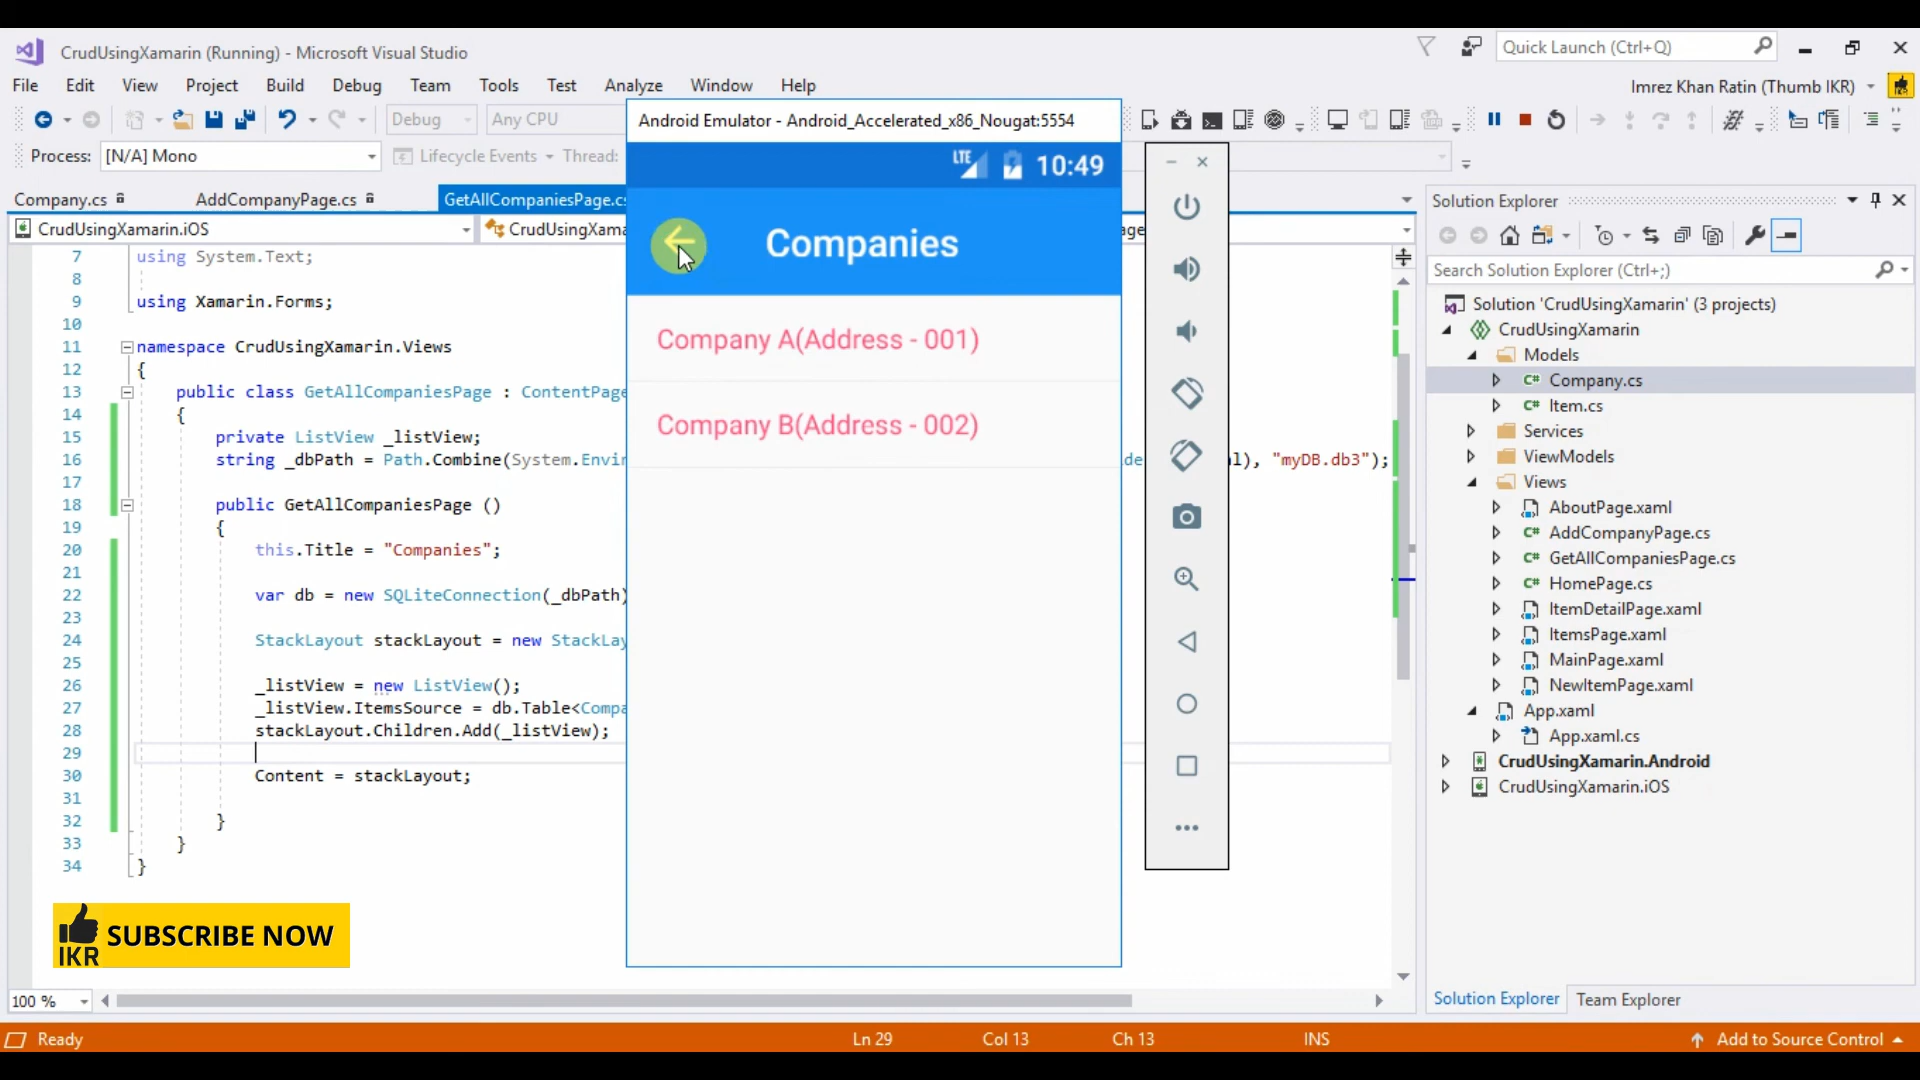 CrudUsingXamarin (Running) - Microsoft Visual Studio
Quick Launch (Ctrl+Q)
File Edit View Project Build Debug Team Tools Test Analyze Window Help
Imrez Khan Ratin (Thumb IKR)
Debug Any CPU
Process: [N/A] Mono Lifecycle Events Thread:
Company.cs AddCompanyPage.cs GetAllCompaniesPage.cs
CrudUsingXamarin.iOS
7 using System.Text;
8
9 using Xamarin.Forms;
10
11 namespace CrudUsingXamarin.Views
12 {
13 public class GetAllCompaniesPage : ContentPage
14 {
15 private ListView _listView;
16 string _dbPath = Path.Combine(System.Envir
"myDB.db3");
17
18 public GetAllCompaniesPage ()
19 {
20 this.Title = "Companies";
21
22 var db = new SQLiteConnection(_dbPath)
23
24 StackLayout stackLayout = new StackLay
25
26 _listView = new ListView();
27 _listView.ItemsSource = db.Table<Compa
28 stackLayout.Children.Add(_listView);
29
30 Content = stackLayout;
31
32 }
33 }
34 }
Android Emulator - Android_Accelerated_x86_Nougat:5554
LTE 10:49
Companies
Company A(Address - 001)
Company B(Address - 002)
Solution Explorer
Search Solution Explorer (Ctrl+;)
Solution 'CrudUsingXamarin' (3 projects)
CrudUsingXamarin
Models
C# Company.cs
C# Item.cs
Services
ViewModels
Views
AboutPage.xaml
C# AddCompanyPage.cs
C# GetAllCompaniesPage.cs
C# HomePage.cs
ItemDetailPage.xaml
ItemsPage.xaml
MainPage.xaml
NewItemPage.xaml
App.xaml
App.xaml.cs
CrudUsingXamarin.Android
CrudUsingXamarin.iOS
IKR SUBSCRIBE NOW
100 %
Solution Explorer Team Explorer
Ready Ln 29 Col 13 Ch 13 INS Add to Source Control